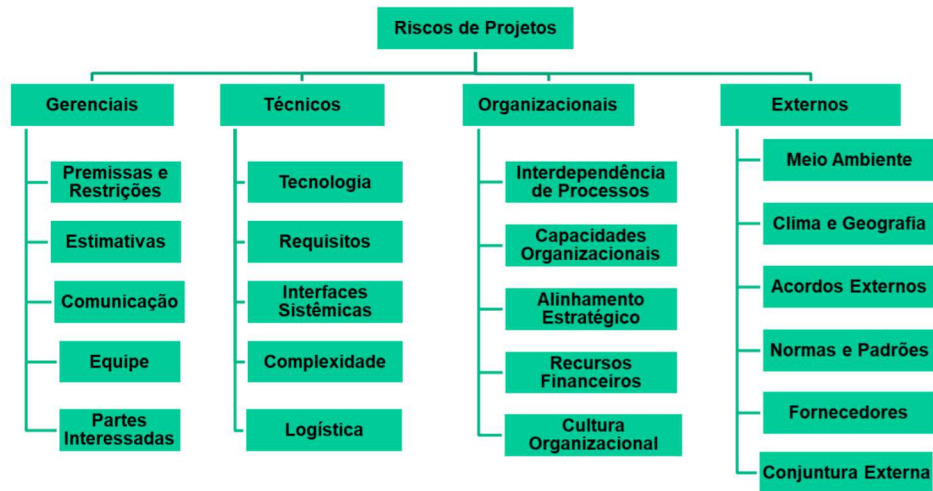 Riscos de Projetos
Gerenciais
Técnicos
Organizacionais
Externos
Premissas e
Restrições
Estimativas
Comunicação
Equipe
Partes
Interessadas
Tecnologia
Requisitos
Interfaces
Sistêmicas
Complexidade
Logística
Interdependência
de Processos
Capacidades
Organizacionais
Alinhamento
Estratégico
Recursos
Financeiros
Cultura
Organizacional
Meio Ambiente
Clima e Geografia
Acordos Externos
Normas e Padrões
Fornecedores
Conjuntura Externa